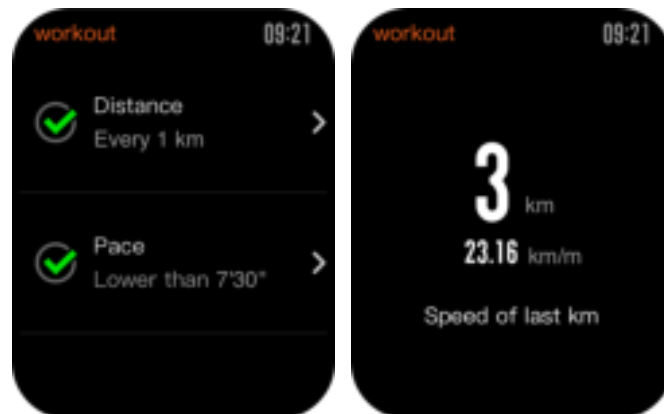 workout 09:21
Distance
Every 1 km
Pace
Lower than 7'30"
workout 09:21
3 km
23.16 km/m
Speed of last km